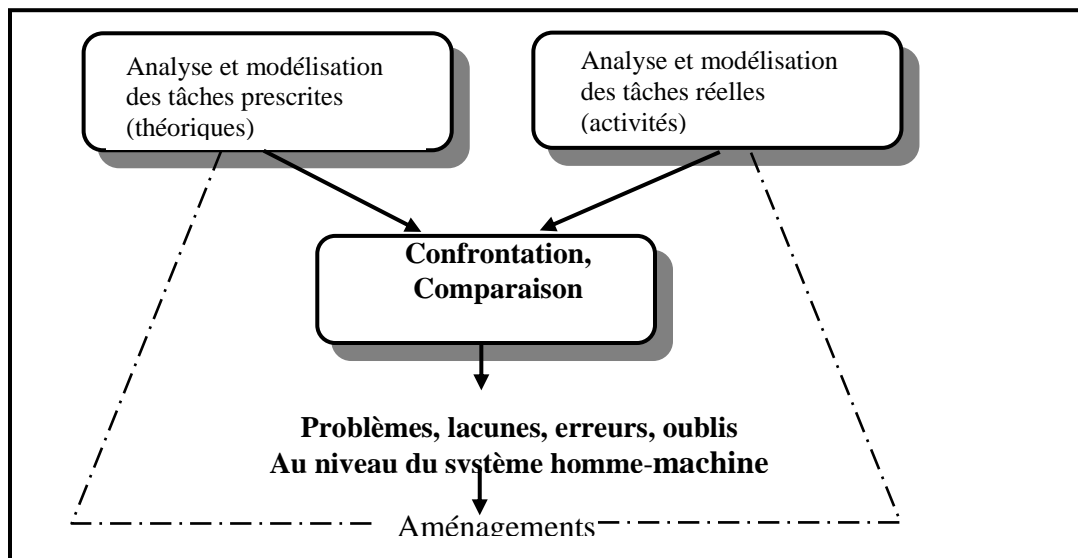 Analyse et modélisation
des tâches prescrites
(théoriques)
Analyse et modélisation
des tâches réelles
(activités)
Confrontation,
Comparaison
Problèmes, lacunes, erreurs, oublis
Au niveau du système homme-machine
Aménagements